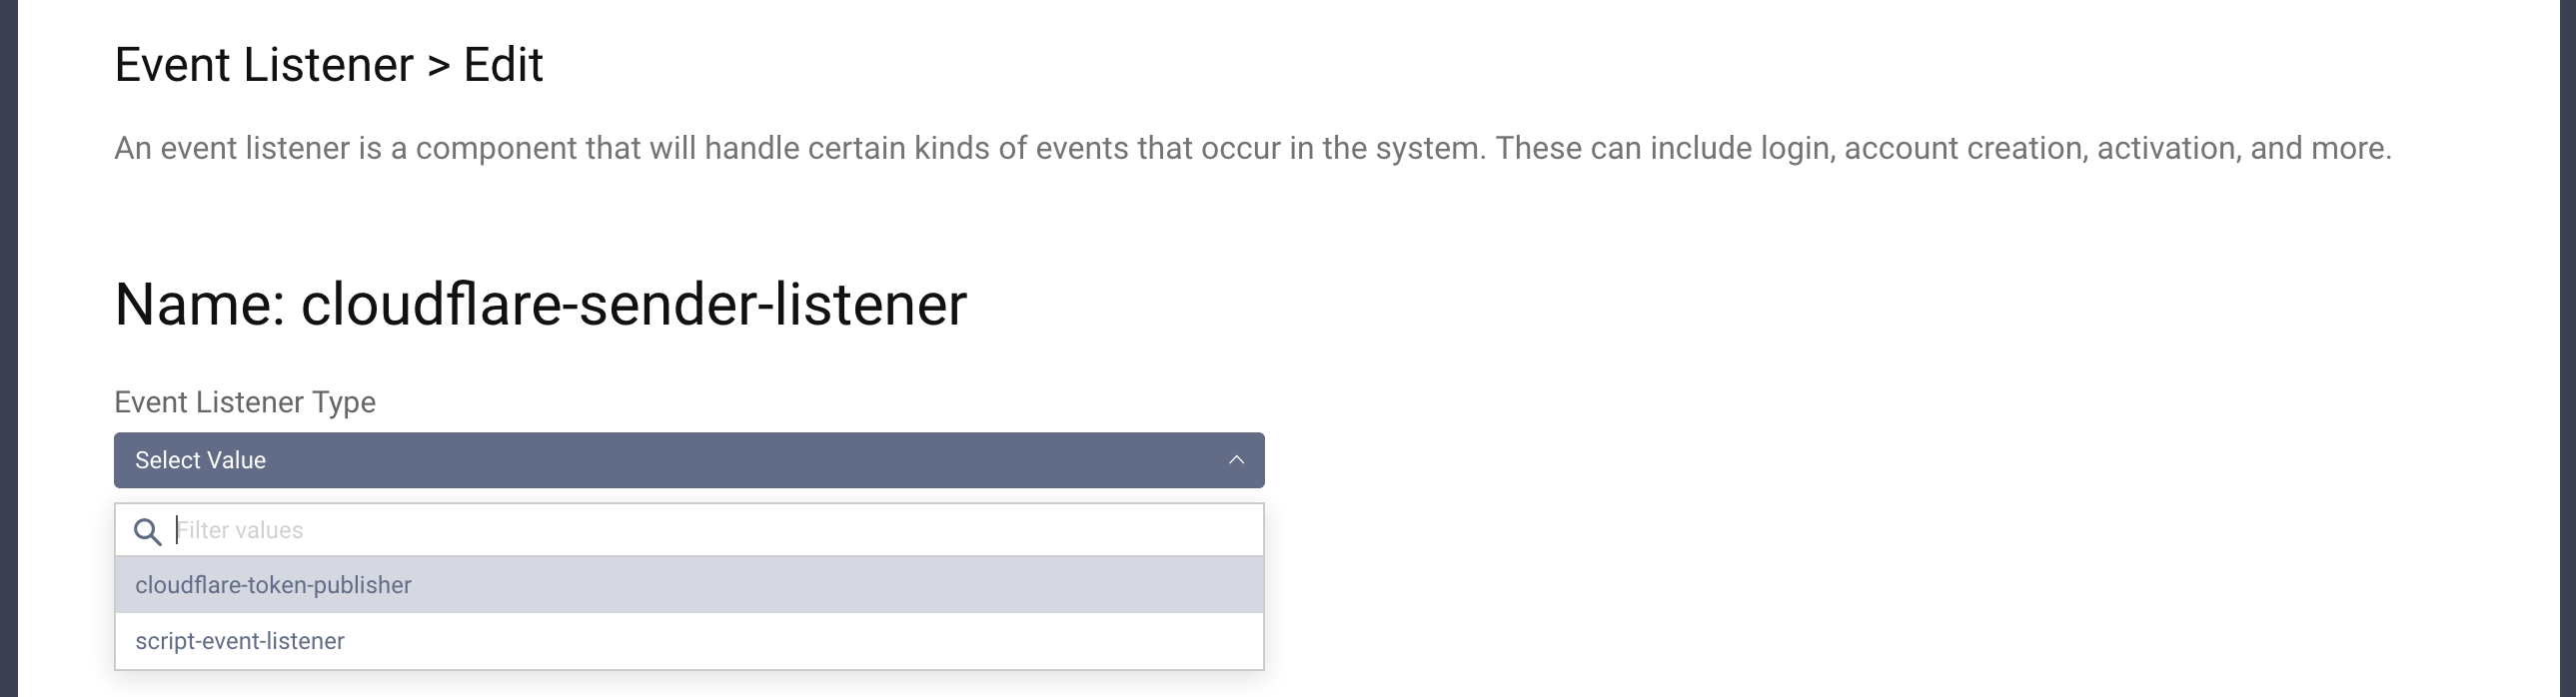 Event Listener > Edit
An event listener is a component that will handle certain kinds of events that occur in the system. These can include login, account creation, activation, and more.
Name: cloudflare-sender-listener
Event Listener Type
Select Value
Filter values
cloudflare-token-publisher
script-event-listener